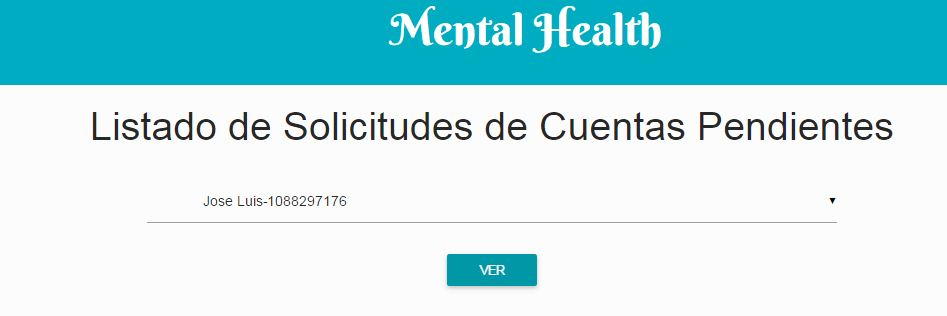 Mental Health
Listado de Solicitudes de Cuentas Pendientes
Jose Luis-1088297176
VER